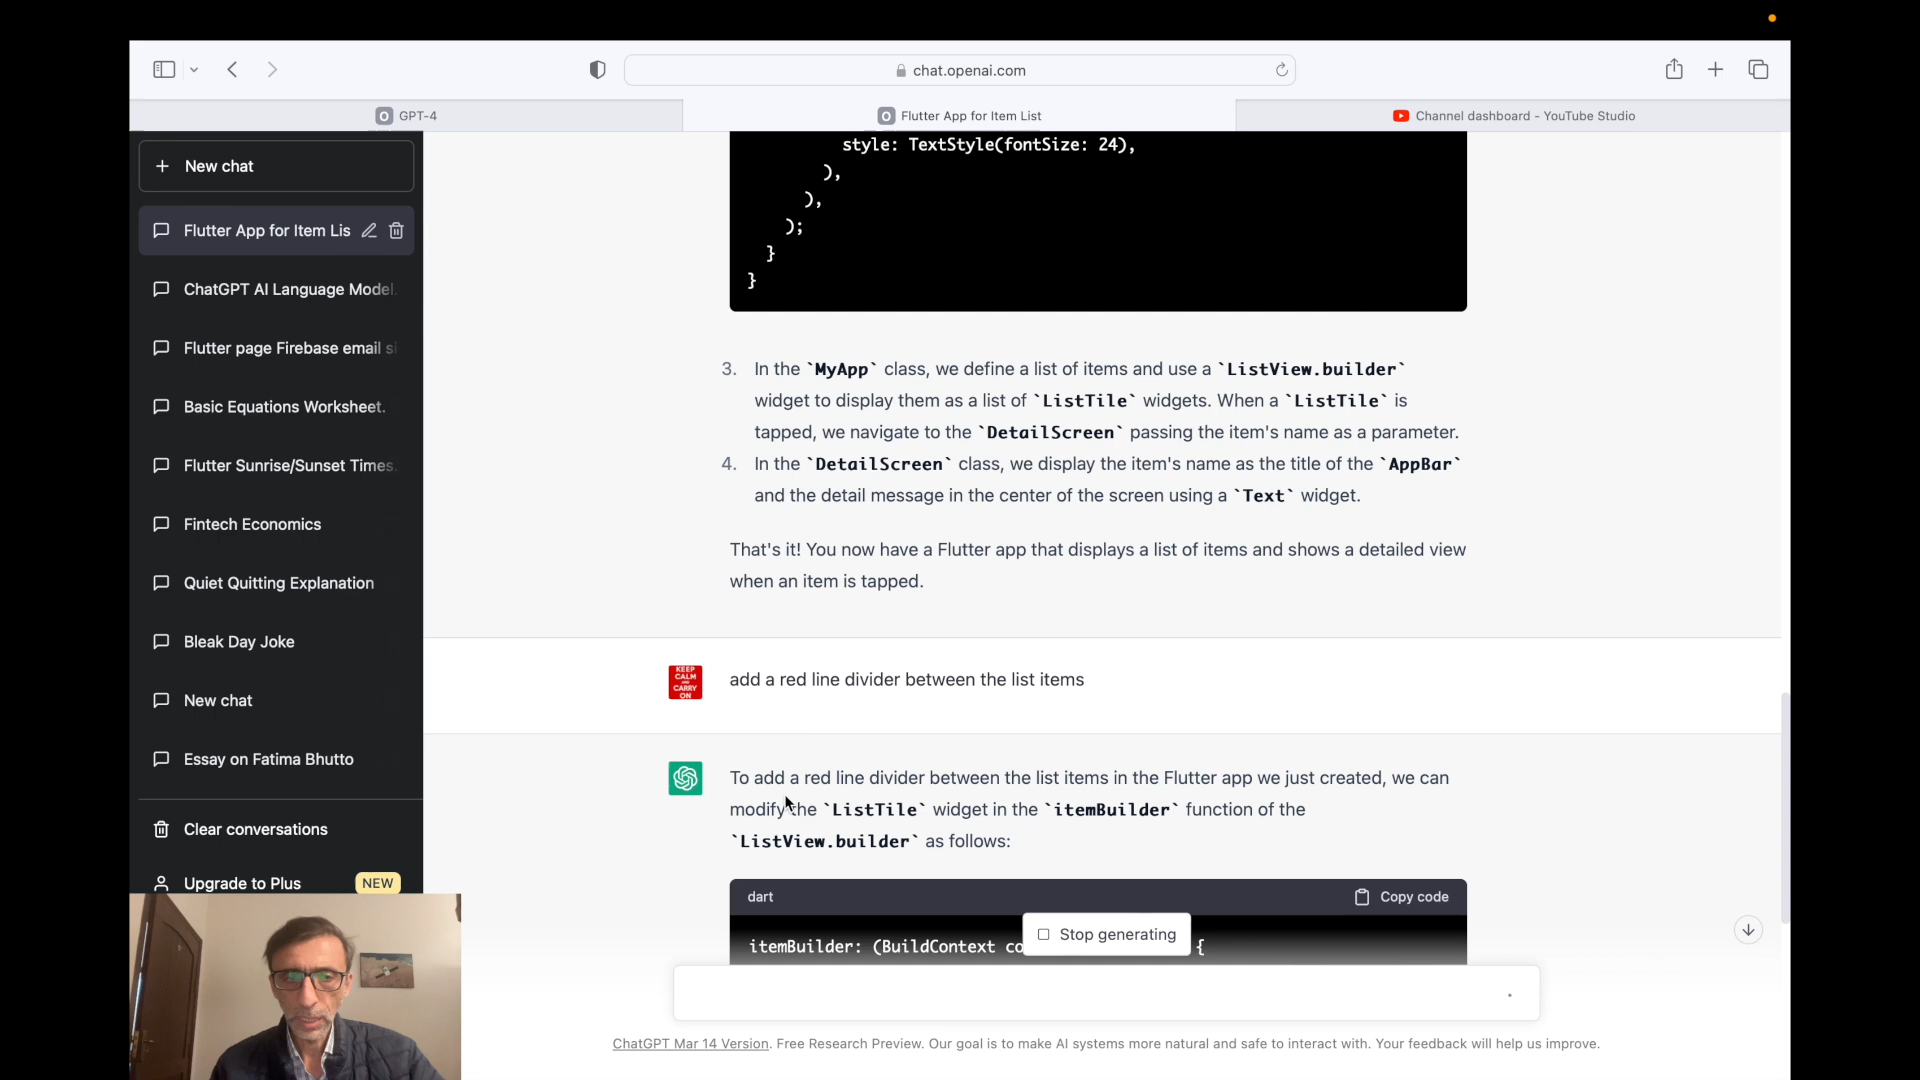 chat.openai.com
GPT-4
Flutter App for Item List
Channel dashboard - YouTube Studio
New chat
Flutter App for Item Lis
ChatGPT AI Language Model.
Flutter page Firebase email si
Basic Equations Worksheet.
Flutter Sunrise/Sunset Times.
Fintech Economics
Quiet Quitting Explanation
Bleak Day Joke
New chat
Essay on Fatima Bhutto
Clear conversations
Upgrade to Plus NEW
style: TextStyle(fontSize: 24),
),
),
);
}
}
3. In the `MyApp` class, we define a list of items and use a `ListView.builder`
widget to display them as a list of `ListTile` widgets. When a `ListTile` is
tapped, we navigate to the `DetailScreen` passing the item's name as a parameter.
4. In the `DetailScreen` class, we display the item's name as the title of the `AppBar`
and the detail message in the center of the screen using a `Text` widget.
That's it! You now have a Flutter app that displays a list of items and shows a detailed view
when an item is tapped.
KEEP
CALM
AND
CARRY
ON
add a red line divider between the list items
To add a red line divider between the list items in the Flutter app we just created, we can
modify the `ListTile` widget in the `itemBuilder` function of the
`ListView.builder` as follows:
dart Copy code
itemBuilder: (BuildContext co {
Stop generating
ChatGPT Mar 14 Version. Free Research Preview. Our goal is to make AI systems more natural and safe to interact with. Your feedback will help us improve.